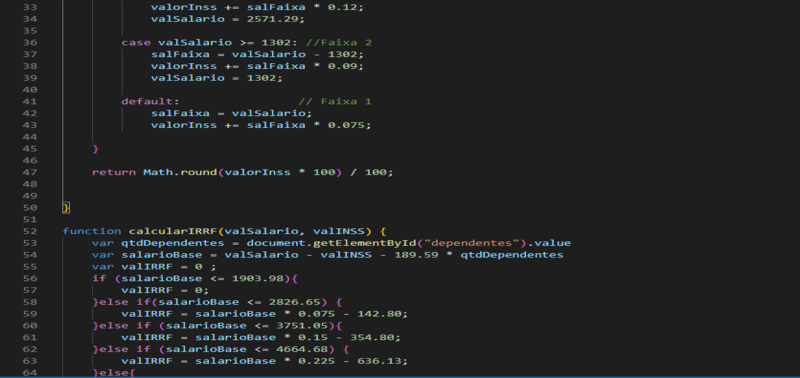 33 valorInss += salFaixa * 0.12;
34 valSalario = 2571.29;
35
36 case valSalario >= 1302: //Faixa 2
37 salFaixa = valSalario - 1302;
38 valorInss += salFaixa * 0.09;
39 valSalario = 1302;
40
41 default: // Faixa 1
42 salFaixa = valSalario;
43 valorInss += salFaixa * 0.075;
44
45 }
46
47 return Math.round(valorInss * 100) / 100;
48
49
50 }
51
52 function calcularIRRF(valSalario, valINSS) {
53 var qtdDependentes = document.getElementById("dependentes").value
54 var salarioBase = valSalario - valINSS - 189.59 * qtdDependentes
55 var valIRRF = 0 ;
56 if (salarioBase <= 1903.98){
57 valIRRF = 0;
58 }else if(salarioBase <= 2826.65) {
59 valIRRF = salarioBase * 0.075 - 142.80;
60 }else if (salarioBase <= 3751.05){
61 valIRRF = salarioBase * 0.15 - 354.80;
62 }else if (salarioBase <= 4664.68) {
63 valIRRF = salarioBase * 0.225 - 636.13;
64 }else{